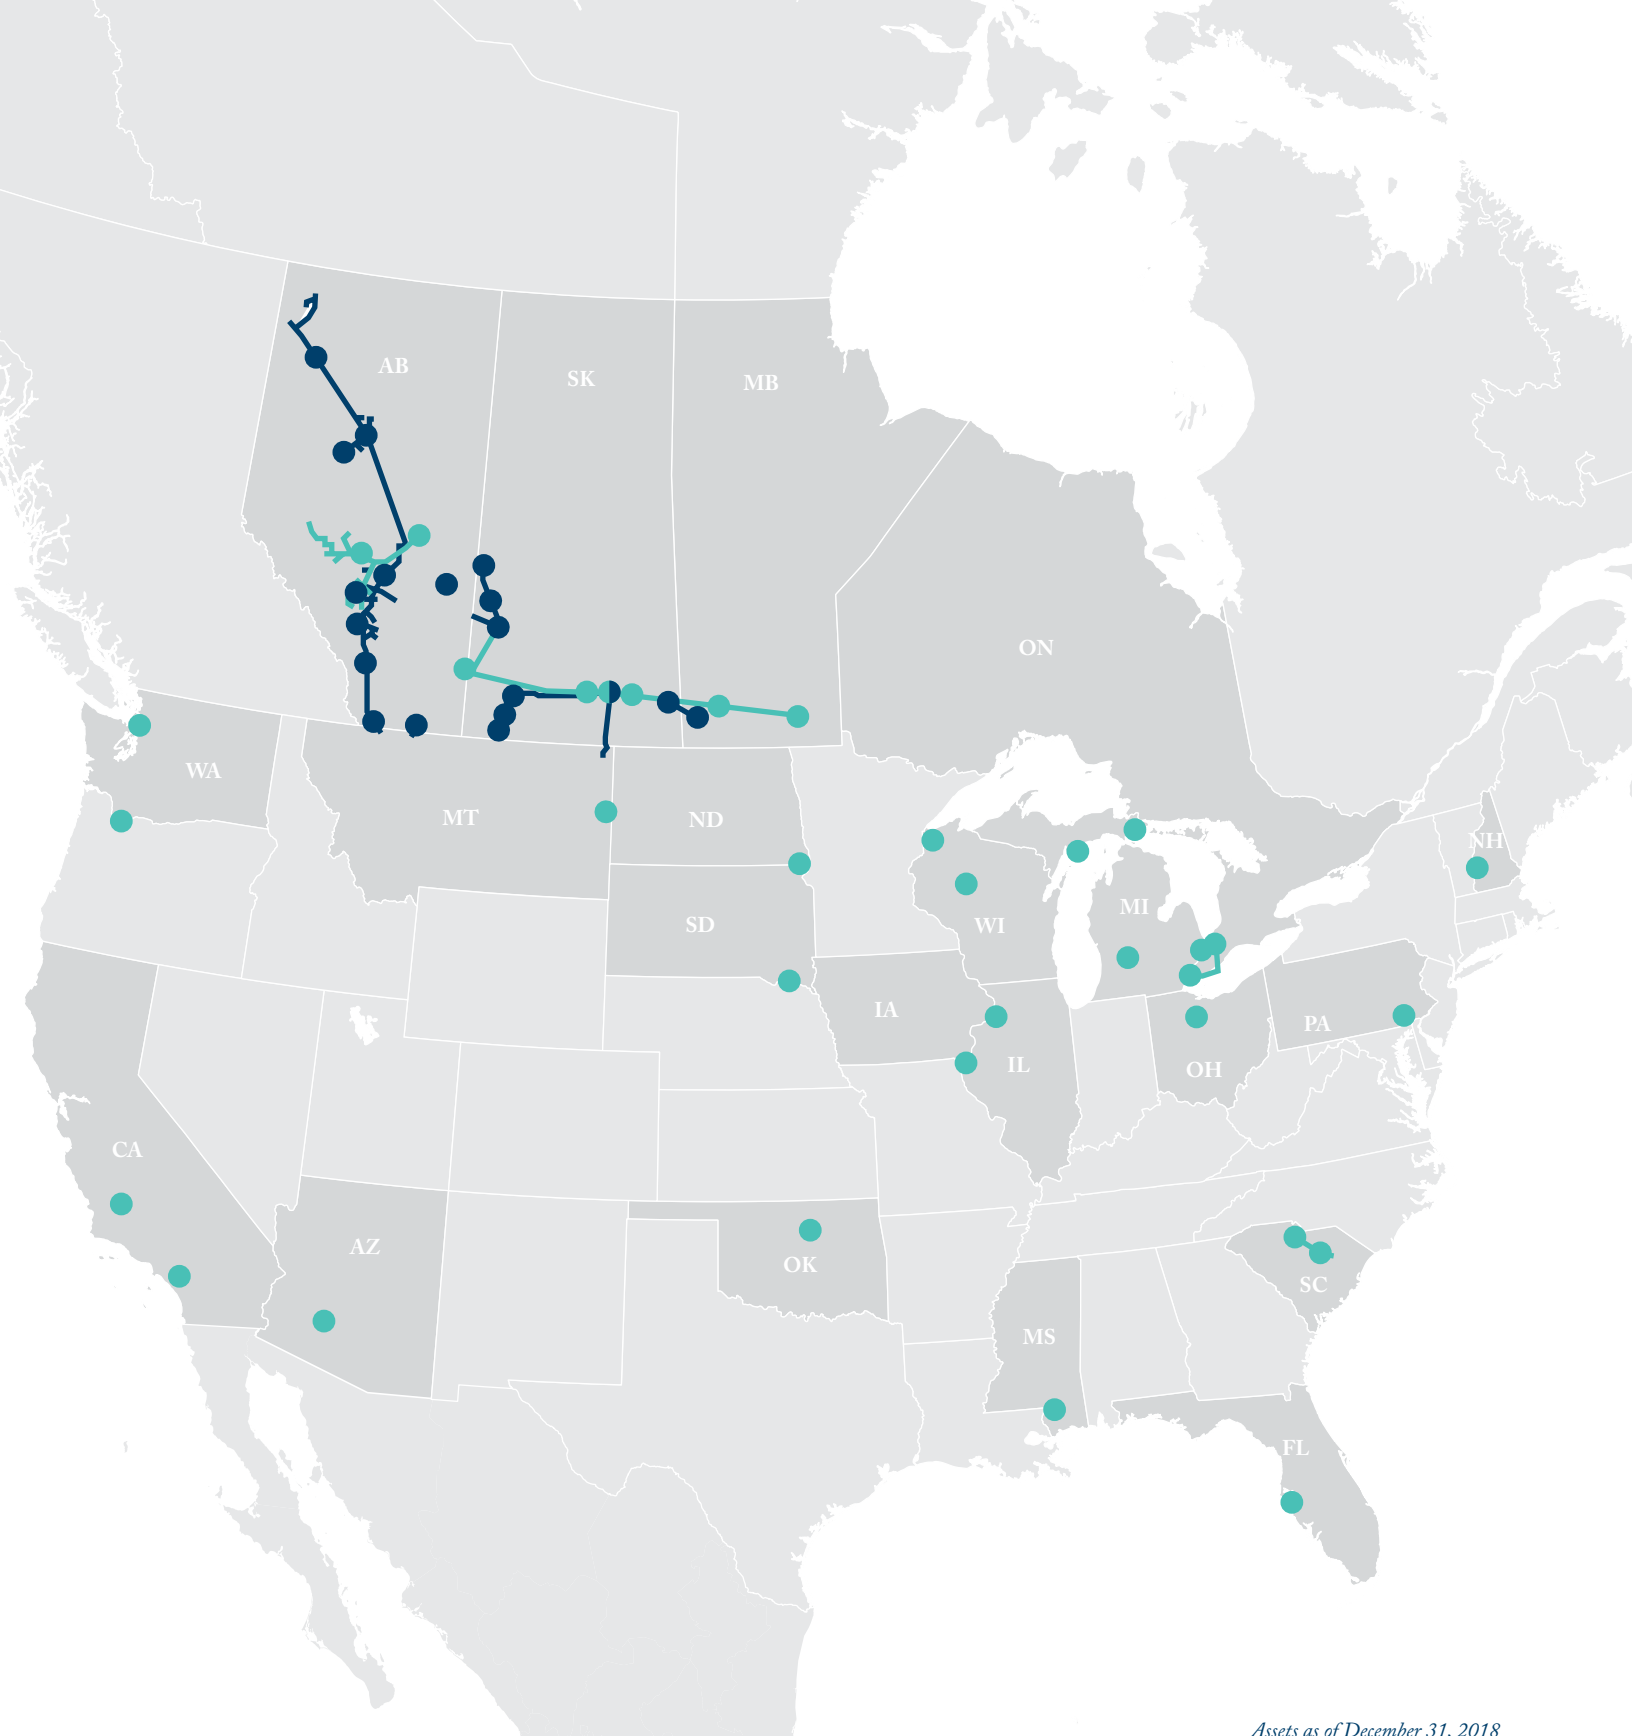 AB
SK
MB
ON
WA
MT
ND
NH
MI
SD
WI
IA
PA
IL
OH
CA
AZ
OK
SC
MS
FL
Assets as of December 31, 2018